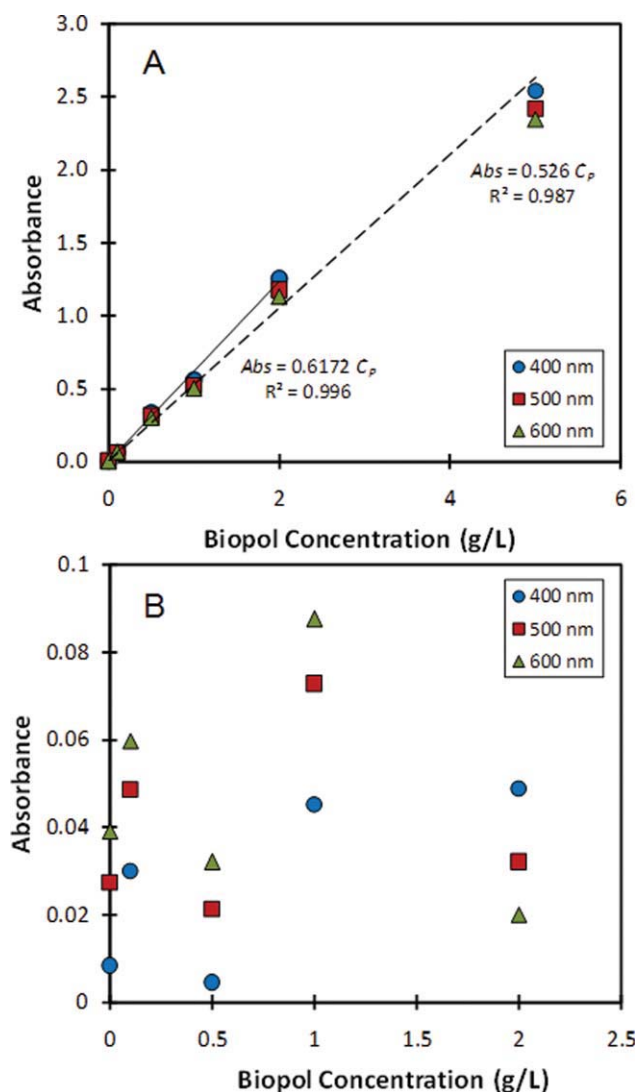 A
3.0
2.5
2.0
1.5
1.0
0.5
0.0
Absorbance
Abs = 0.526 Cₚ
R² = 0.987
Abs = 0.6172 Cₚ
R² = 0.996
400 nm
500 nm
600 nm
0 2 4 6
Biopol Concentration (g/L)
B
0.1
0.08
0.06
0.04
0.02
0
Absorbance
400 nm
500 nm
600 nm
0 0.5 1 1.5 2 2.5
Biopol Concentration (g/L)